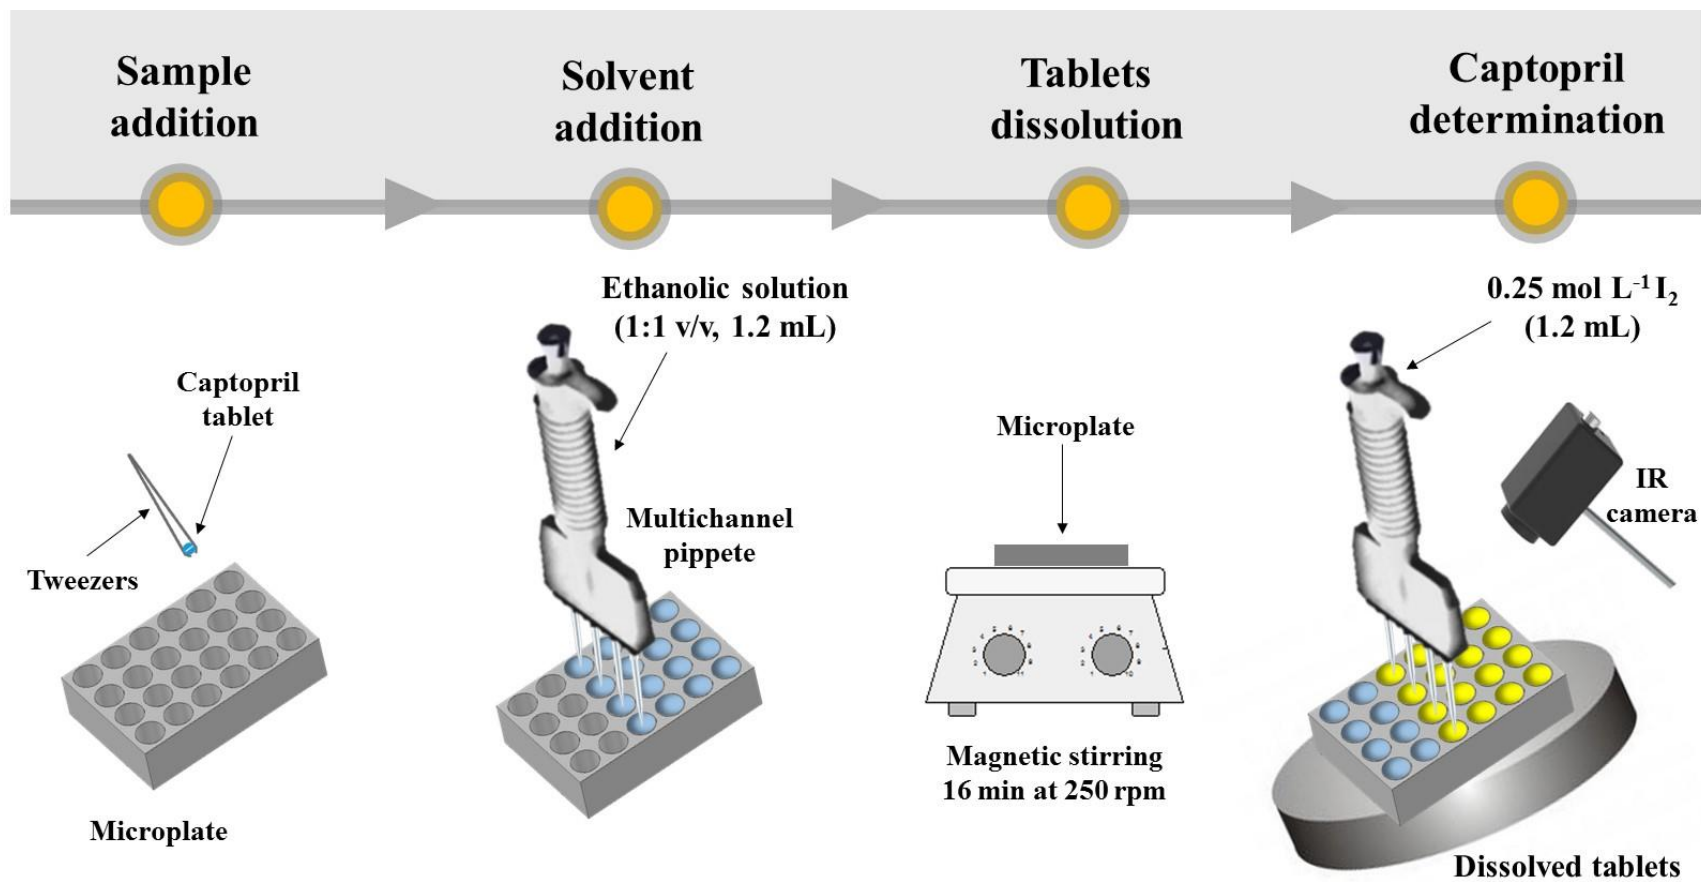 Sample
addition
Solvent
addition
Tablets
dissolution
Captopril
determination
Captopril
tablet
Tweezers
Microplate
Ethanolic solution
(1:1 v/v, 1.2 mL)
Multichannel
pippete
Microplate
Magnetic stirring
16 min at 250 rpm
0.25 mol L⁻¹ I₂
(1.2 mL)
IR
camera
Dissolved tablets